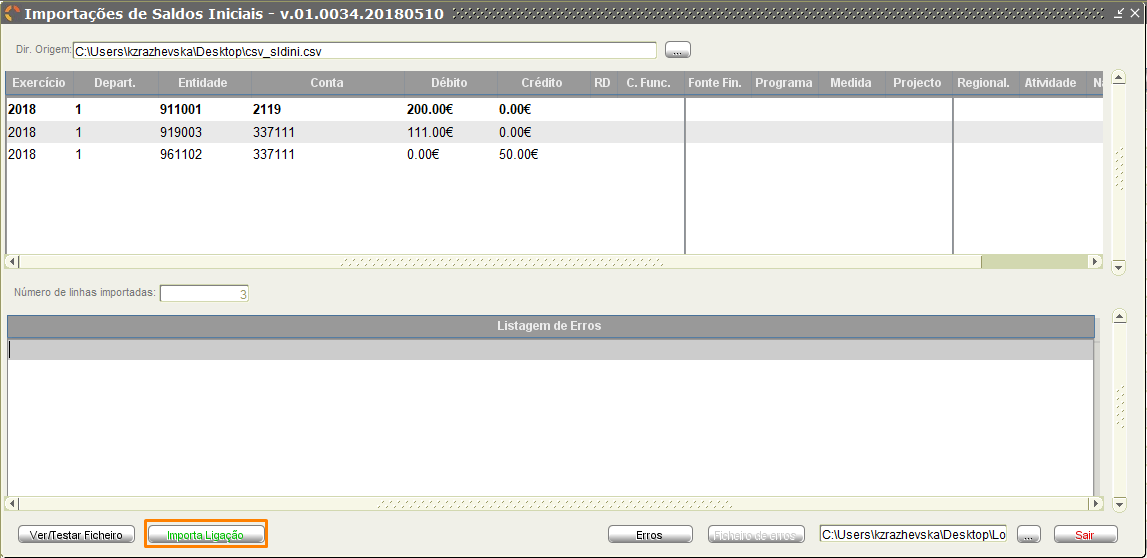 Importações de Saldos Iniciais - v.01.0034.20180510
Dir. Origem: C:\Users\kzrazhevska\Desktop\csv_sldini.csv ...
Exercício Depart. Entidade Conta Débito Crédito RD C. Func. Fonte Fin. Programa Medida Projecto Regional. Atividade
2018 1 911001 2119 200.00€ 0.00€
2018 1 919003 337111 111.00€ 0.00€
2018 1 961102 337111 0.00€ 50.00€
Número de linhas importadas: 3
Listagem de Erros
Ver/Testar Ficheiro Importa Ligação Erros Ficheiro de erros C:\Users\kzrazhevska\Desktop\Lo ... Sair